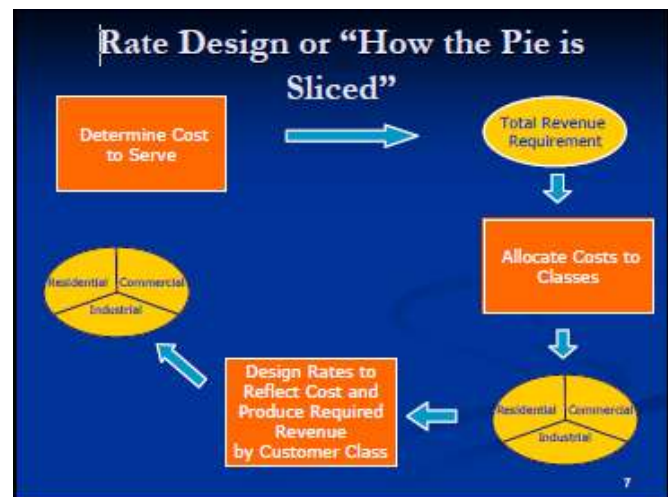 Rate Design or “How the Pie is
Sliced”
Determine Cost
to Serve
Total Revenue
Requirement
Allocate Costs to
Classes
Residential
Commercial
Industrial
Design Rates to
Reflect Cost and
Produce Required
Revenue
by Customer Class
Residential
Commercial
Industrial
7